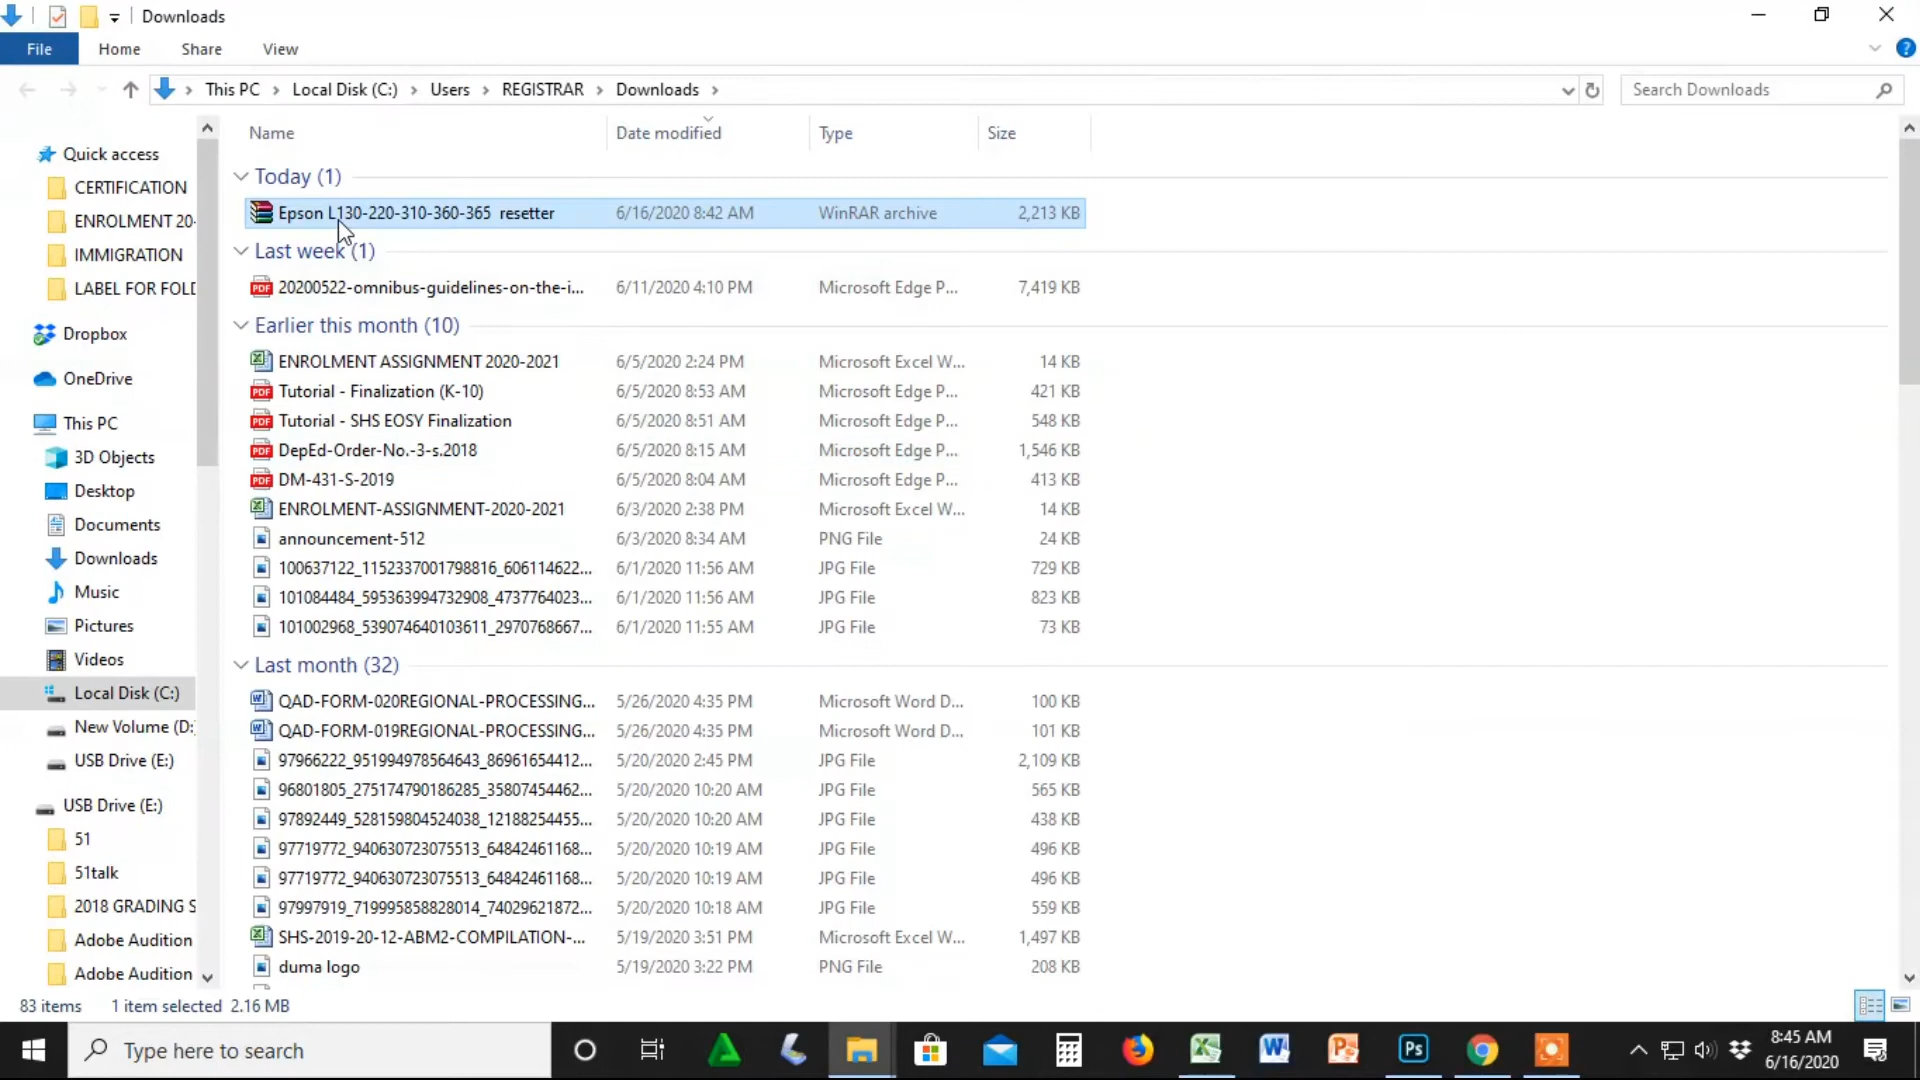 Downloads
File Home Share View
This PC Local Disk (C:) Users REGISTRAR Downloads Search Downloads
Name Date modified Type Size
Quick access
CERTIFICATION
ENROLMENT 20-
IMMIGRATION
LABEL FOR FOLD
Dropbox
OneDrive
This PC
3D Objects
Desktop
Documents
Downloads
Music
Pictures
Videos
Local Disk (C:)
New Volume (D:
USB Drive (E:)
USB Drive (E:)
51
51talk
2018 GRADING S
Adobe Audition
Adobe Audition
Today (1)
Epson L130-220-310-360-365 resetter 6/16/2020 8:42 AM WinRAR archive 2,213 KB
Last week (1)
20200522-omnibus-guidelines-on-the-i... 6/11/2020 4:10 PM Microsoft Edge P... 7,419 KB
Earlier this month (10)
ENROLMENT ASSIGNMENT 2020-2021 6/5/2020 2:24 PM Microsoft Excel W... 14 KB
Tutorial - Finalization (K-10) 6/5/2020 8:53 AM Microsoft Edge P... 421 KB
Tutorial - SHS EOSY Finalization 6/5/2020 8:51 AM Microsoft Edge P... 548 KB
DepEd-Order-No.-3-s.2018 6/5/2020 8:15 AM Microsoft Edge P... 1,546 KB
DM-431-S-2019 6/5/2020 8:04 AM Microsoft Edge P... 413 KB
ENROLMENT-ASSIGNMENT-2020-2021 6/3/2020 2:38 PM Microsoft Excel W... 14 KB
announcement-512 6/3/2020 8:34 AM PNG File 24 KB
100637122_1152337001798816_606114622... 6/1/2020 11:56 AM JPG File 729 KB
101084484_595363994732908_4737764023... 6/1/2020 11:56 AM JPG File 823 KB
101002968_539074640103611_2970768667... 6/1/2020 11:55 AM JPG File 73 KB
Last month (32)
QAD-FORM-020REGIONAL-PROCESSING... 5/26/2020 4:35 PM Microsoft Word D... 100 KB
QAD-FORM-019REGIONAL-PROCESSING... 5/26/2020 4:35 PM Microsoft Word D... 101 KB
97966222_951994978564643_86961654412... 5/20/2020 2:45 PM JPG File 2,109 KB
96801805_275174790186285_35807454462... 5/20/2020 10:20 AM JPG File 565 KB
97892449_528159804524038_12188254455... 5/20/2020 10:20 AM JPG File 438 KB
97719772_940630723075513_64842461168... 5/20/2020 10:19 AM JPG File 496 KB
97719772_940630723075513_64842461168... 5/20/2020 10:19 AM JPG File 496 KB
97997919_719995858828014_74029621872... 5/20/2020 10:18 AM JPG File 559 KB
SHS-2019-20-12-ABM2-COMPILATION-... 5/19/2020 3:51 PM Microsoft Excel W... 1,497 KB
duma logo 5/19/2020 3:22 PM PNG File 208 KB
83 items 1 item selected 2.16 MB
Type here to search
8:45 AM
6/16/2020